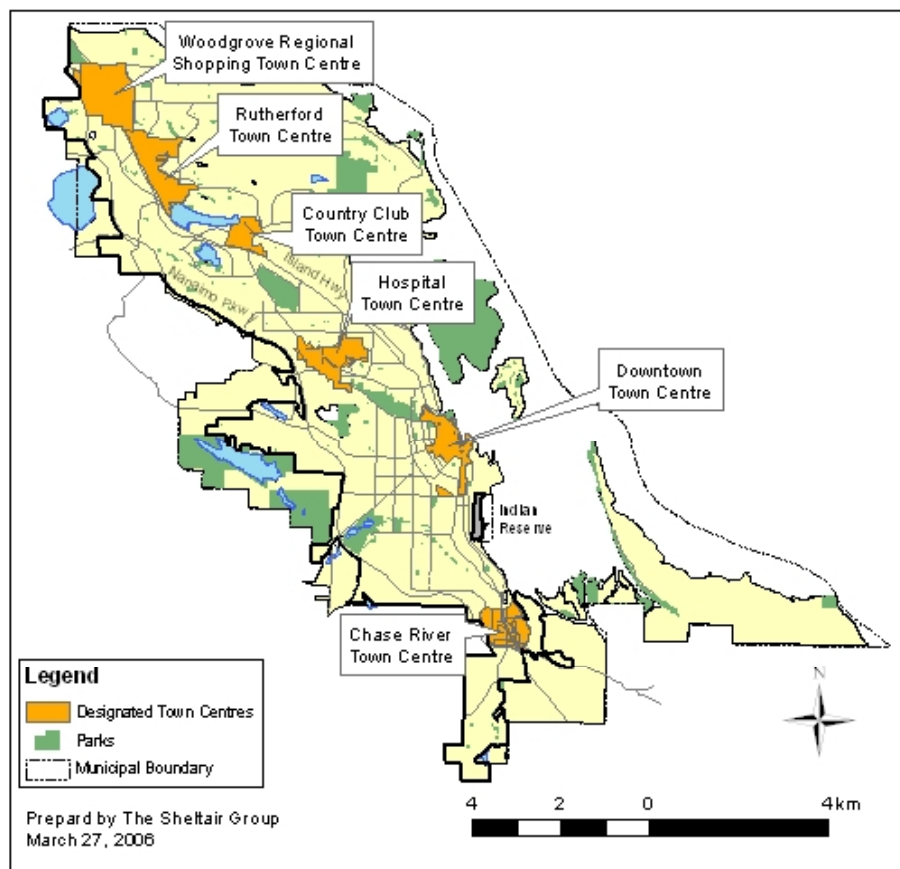 Woodgrove Regional
Shopping Town Centre
Rutherford
Town Centre
Country Club
Town Centre
Island Hwy
Hospital
Town Centre
Nanaimo Pkwy
Downtown
Town Centre
Indian
Reserve
Chase River
Town Centre
Legend
Designated Town Centres
Parks
Municipal Boundary
N
4 2 0 4km
Prepard by The Sheltair Group
March 27, 2006